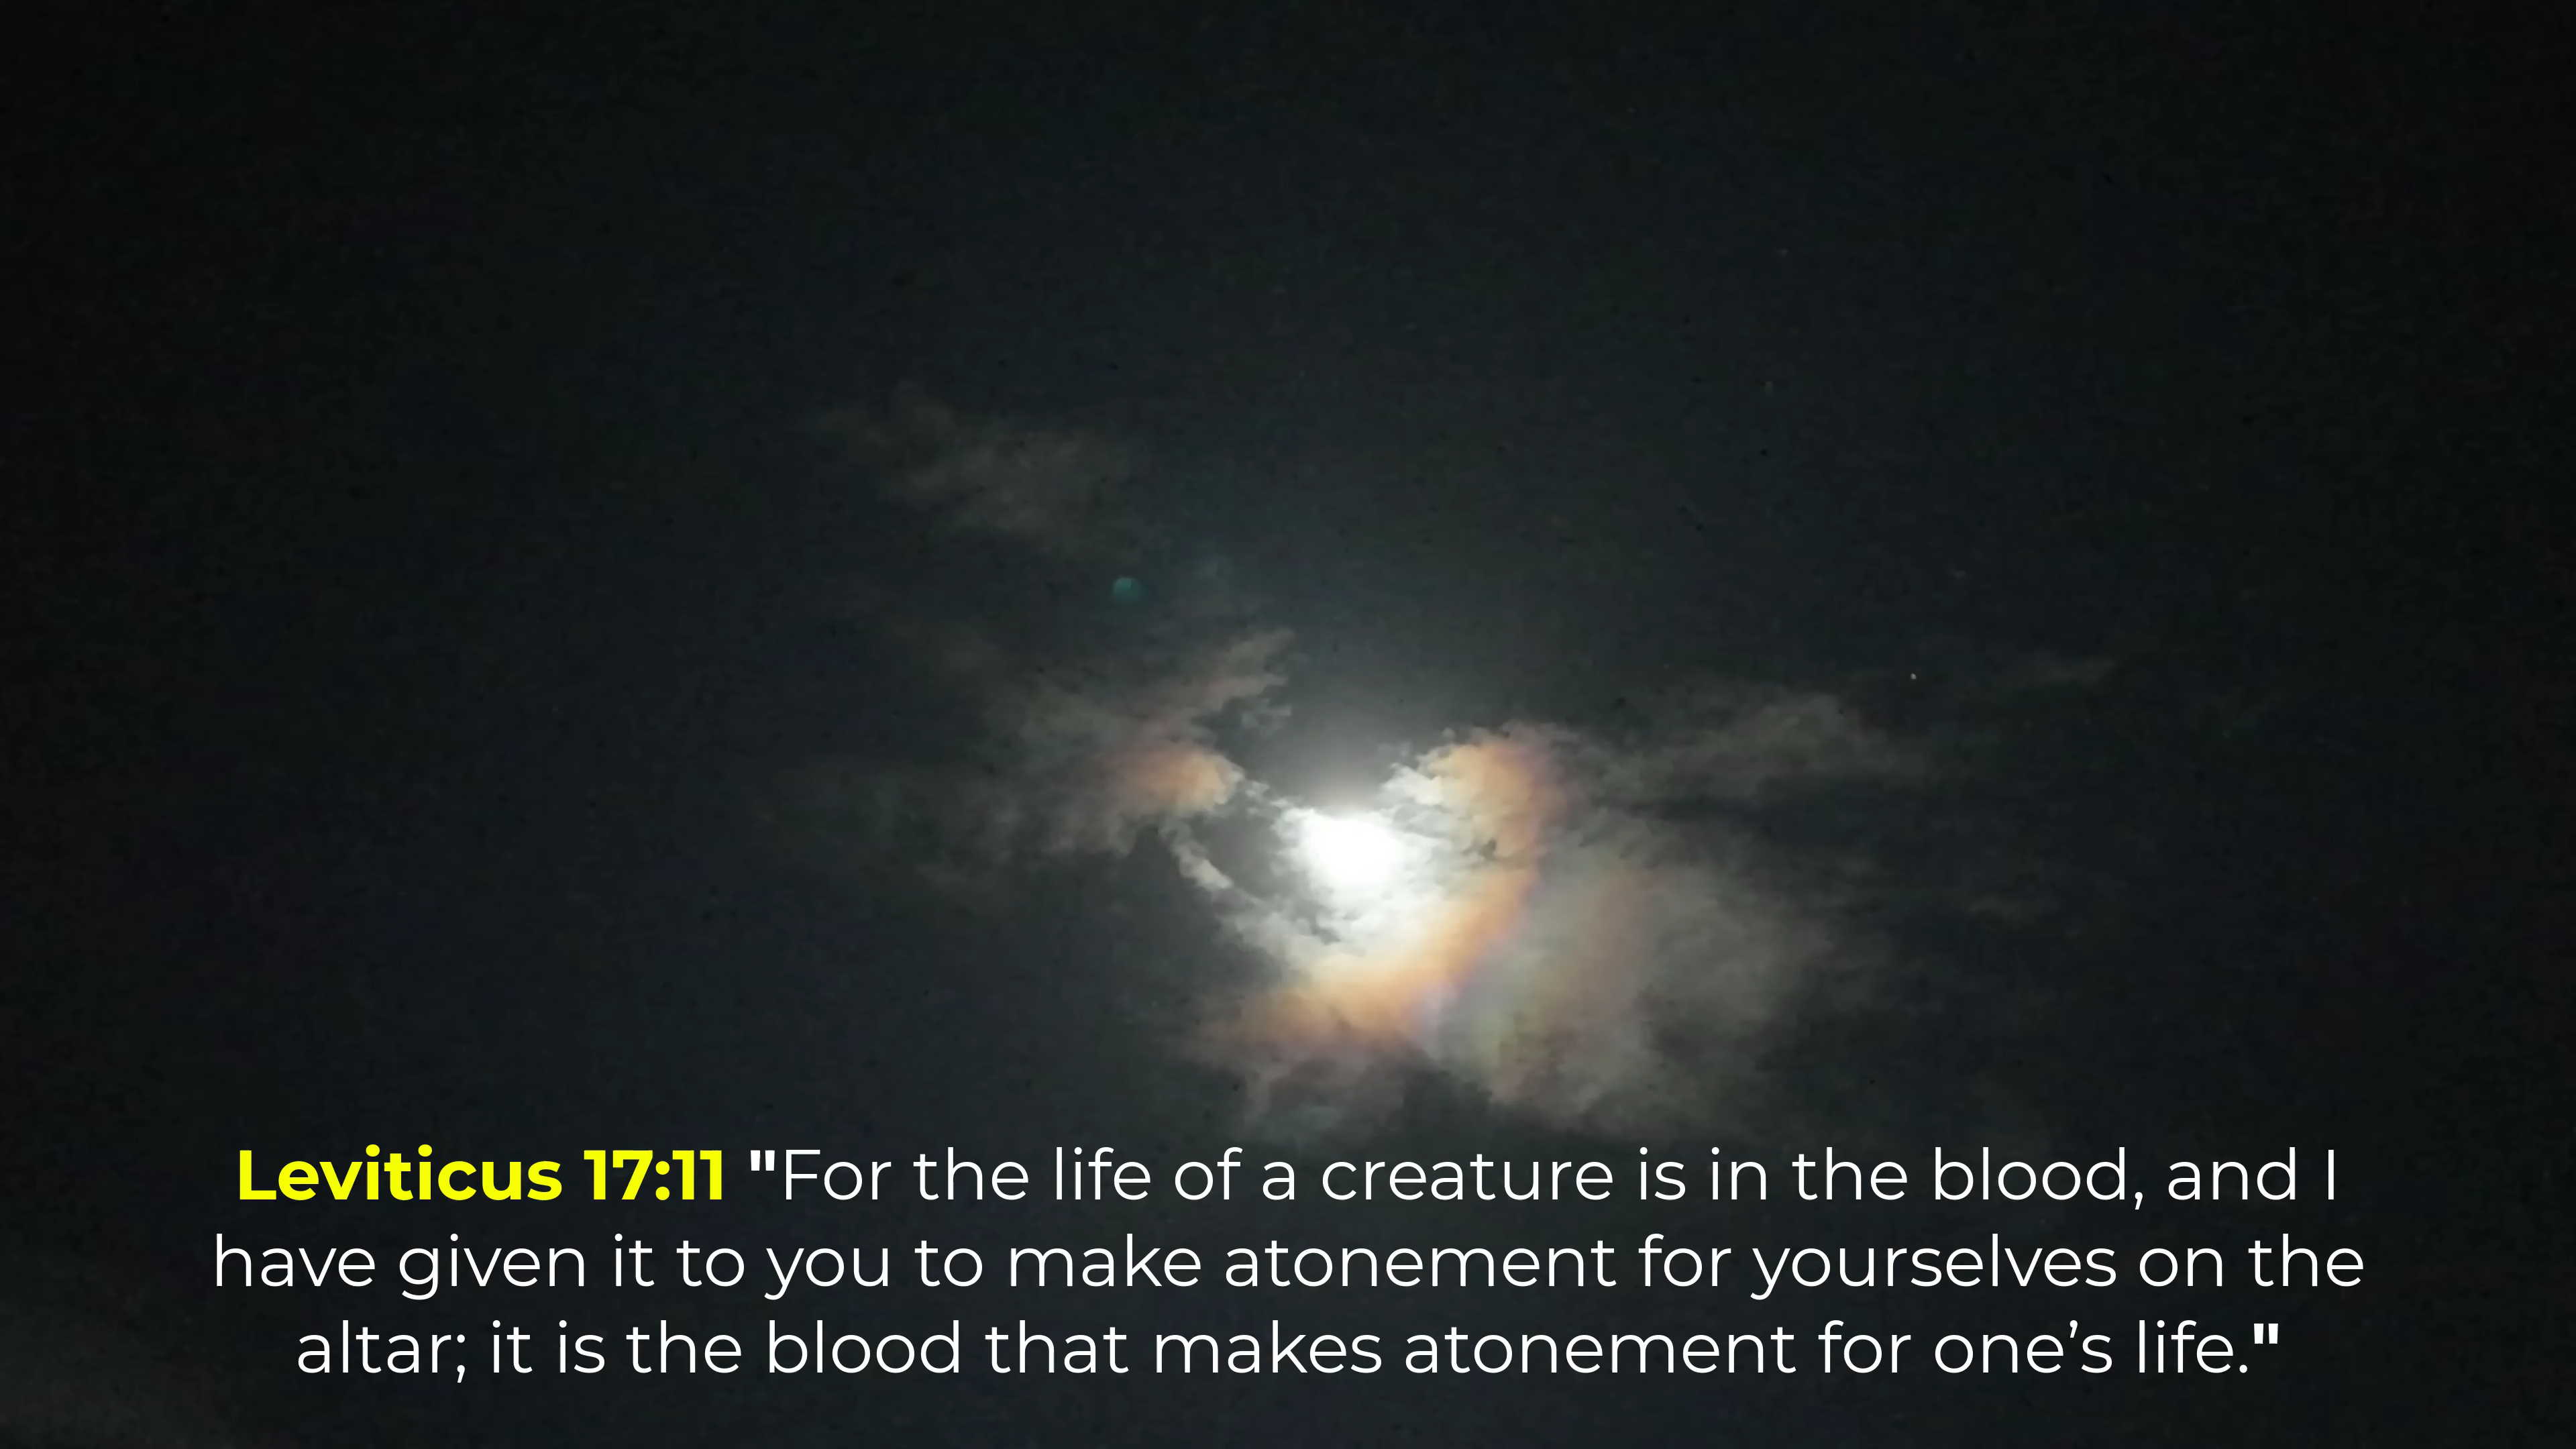 Leviticus 17:11 "For the life of a creature is in the blood, and I
have given it to you to make atonement for yourselves on the
altar; it is the blood that makes atonement for one’s life."